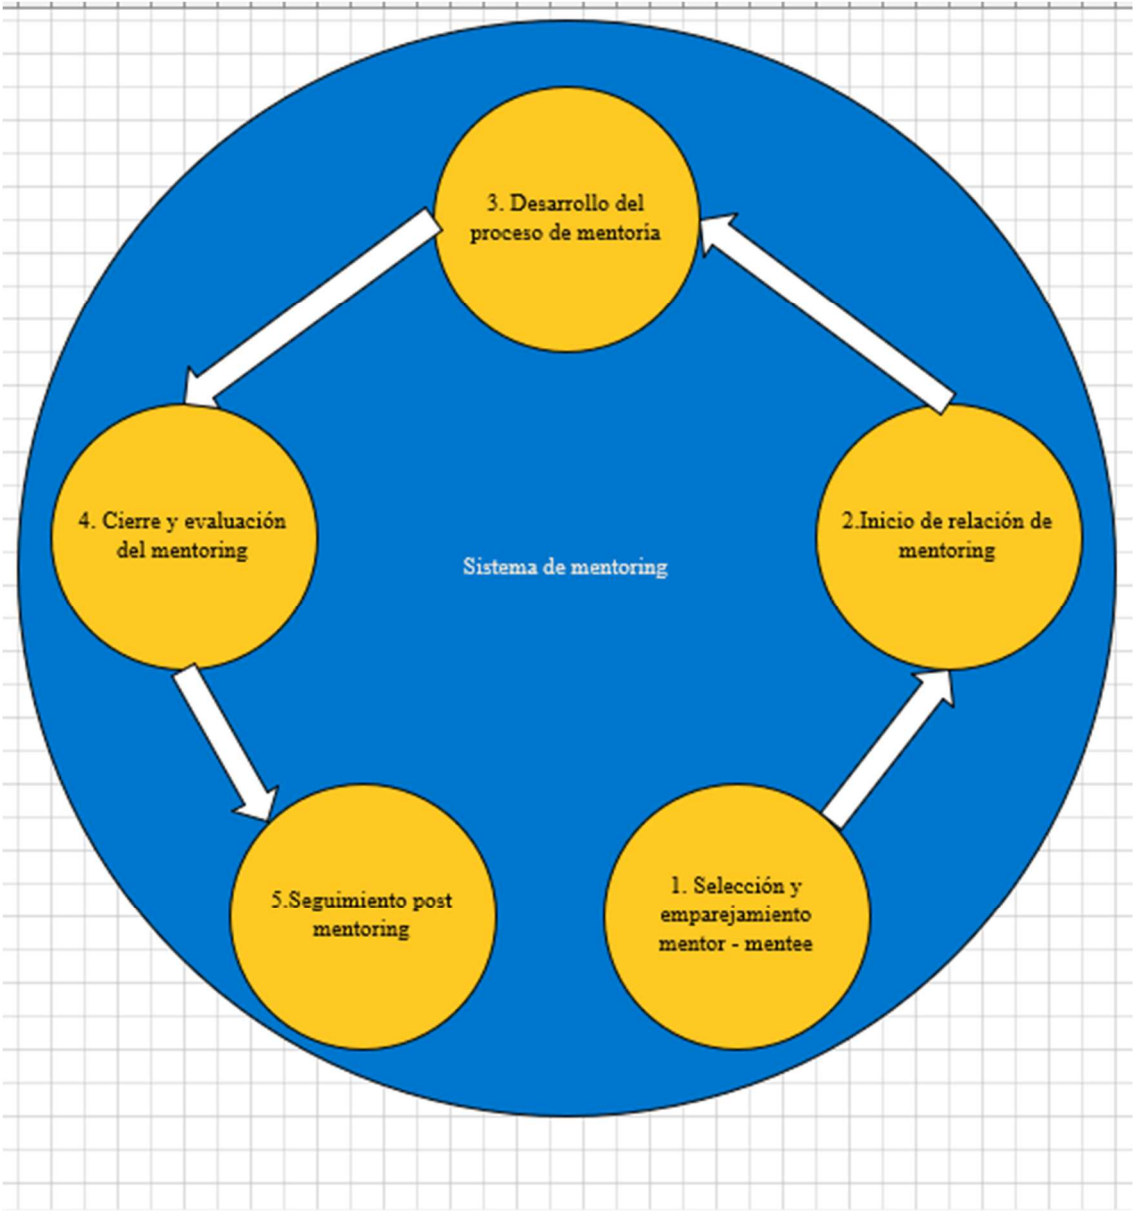 3. Desarrollo del
proceso de mentoría
4. Cierre y evaluación
del mentoring
2.Inicio de relación de
mentoring
Sistema de mentoring
5.Seguimiento post
mentoring
1. Selección y
emparejamiento
mentor - mentee